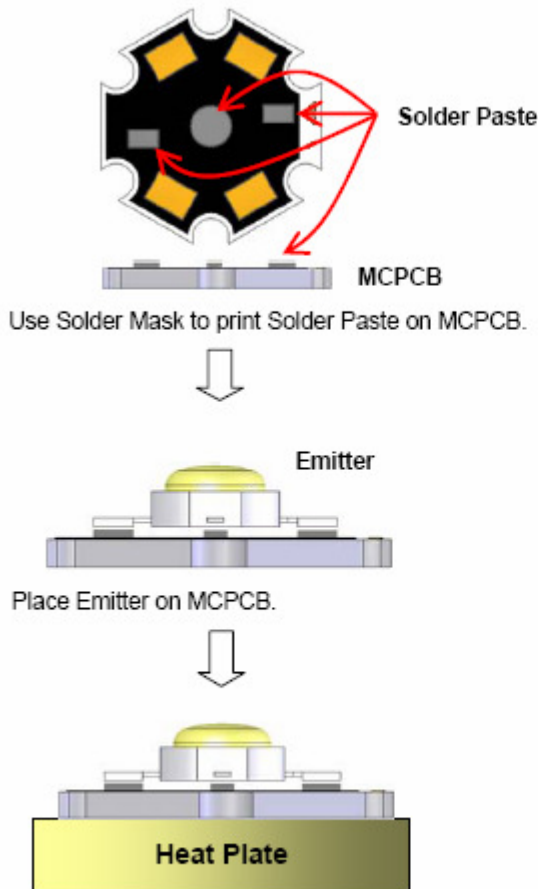 Solder Paste
MCPCB
Use Solder Mask to print Solder Paste on MCPCB.
Emitter
Place Emitter on MCPCB.
Heat Plate